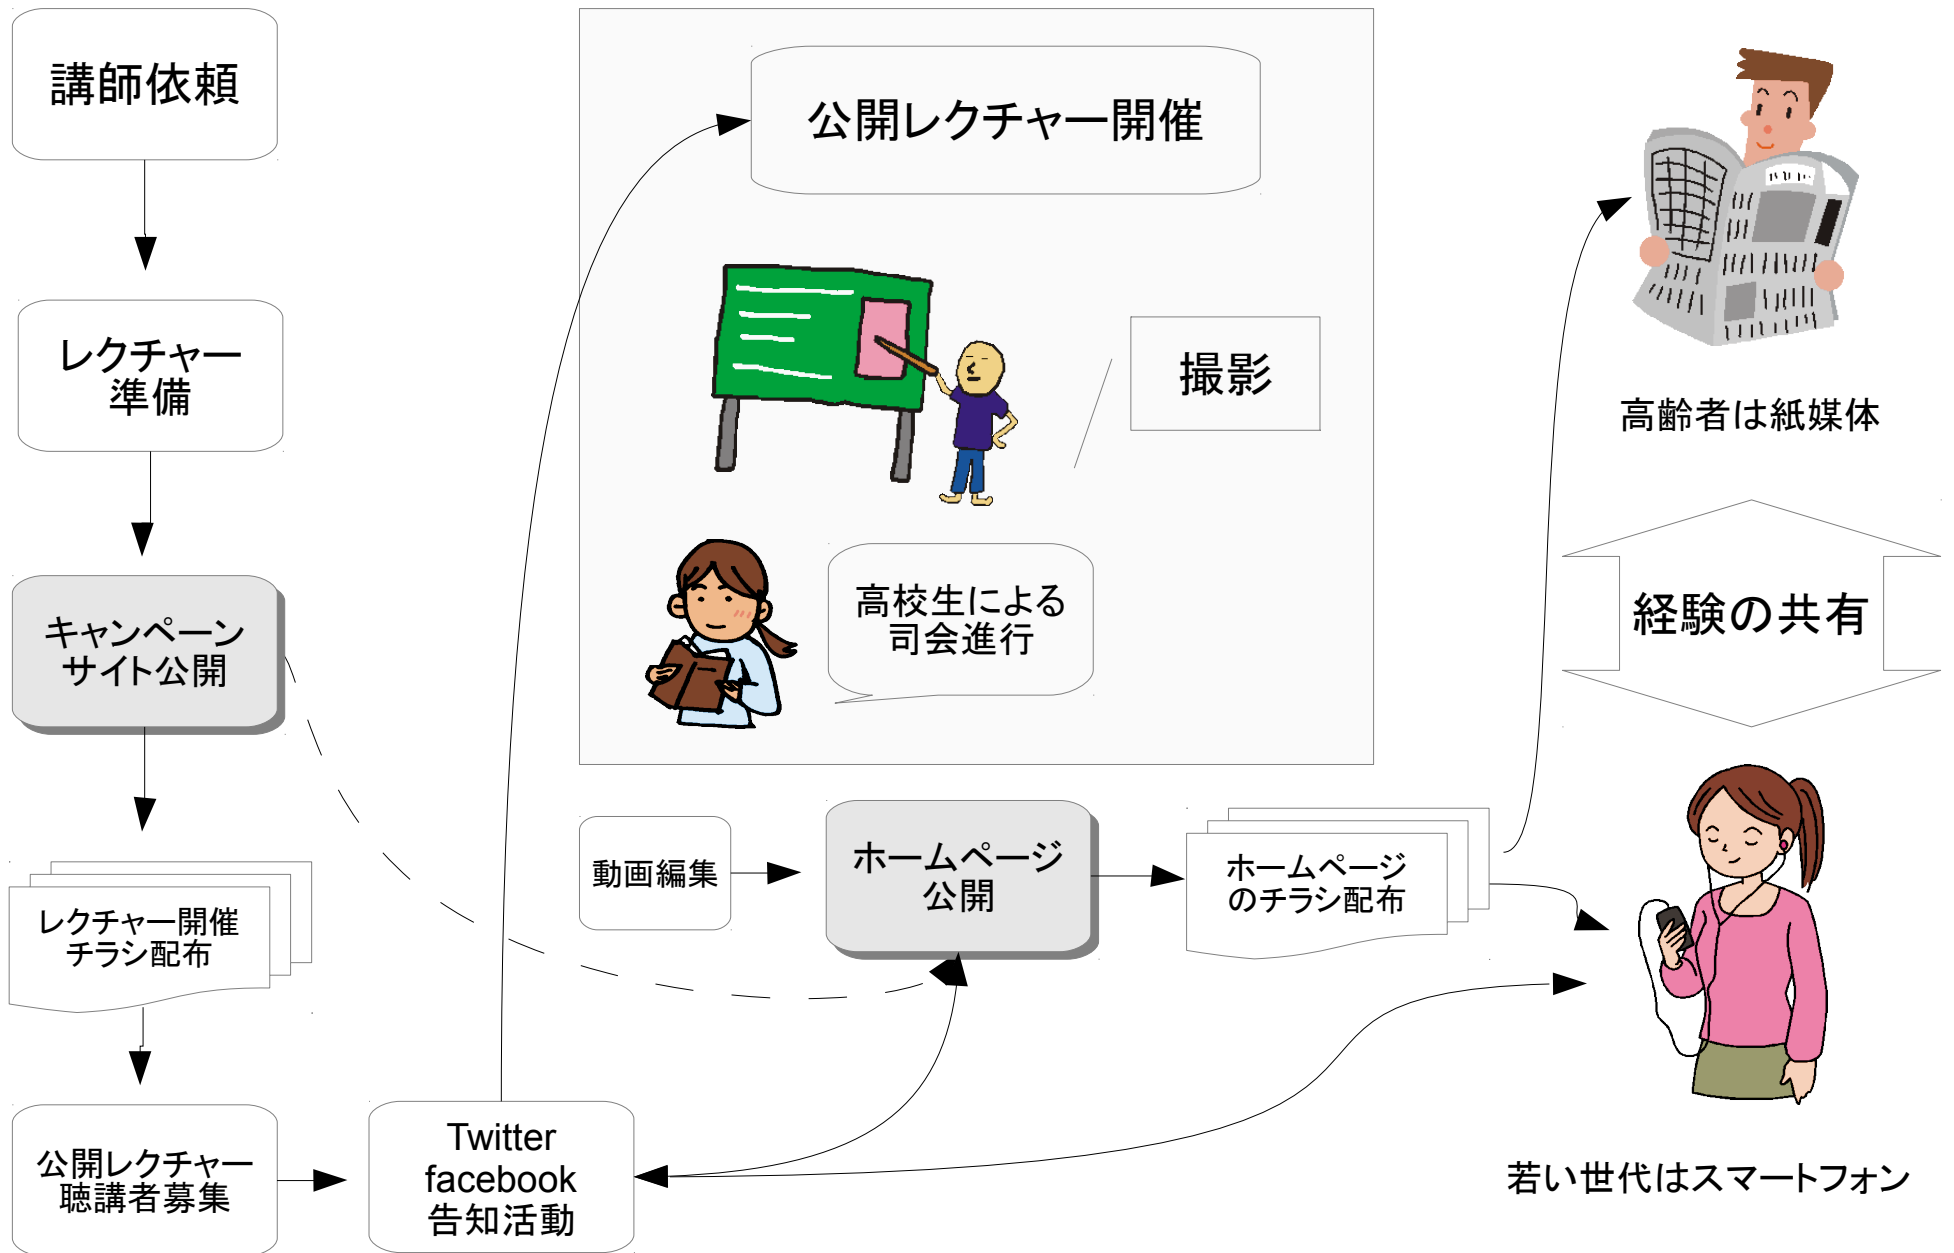 講師依頼
レクチャー
準備
キャンペーン
サイト公開
レクチャー開催
チラシ配布
公開レクチャー
聴講者募集
Twitter
facebook
告知活動
公開レクチャー開催
撮影
高校生による
司会進行
動画編集
ホームページ
公開
ホームページ
のチラシ配布
高齢者は紙媒体
経験の共有
若い世代はスマートフォン